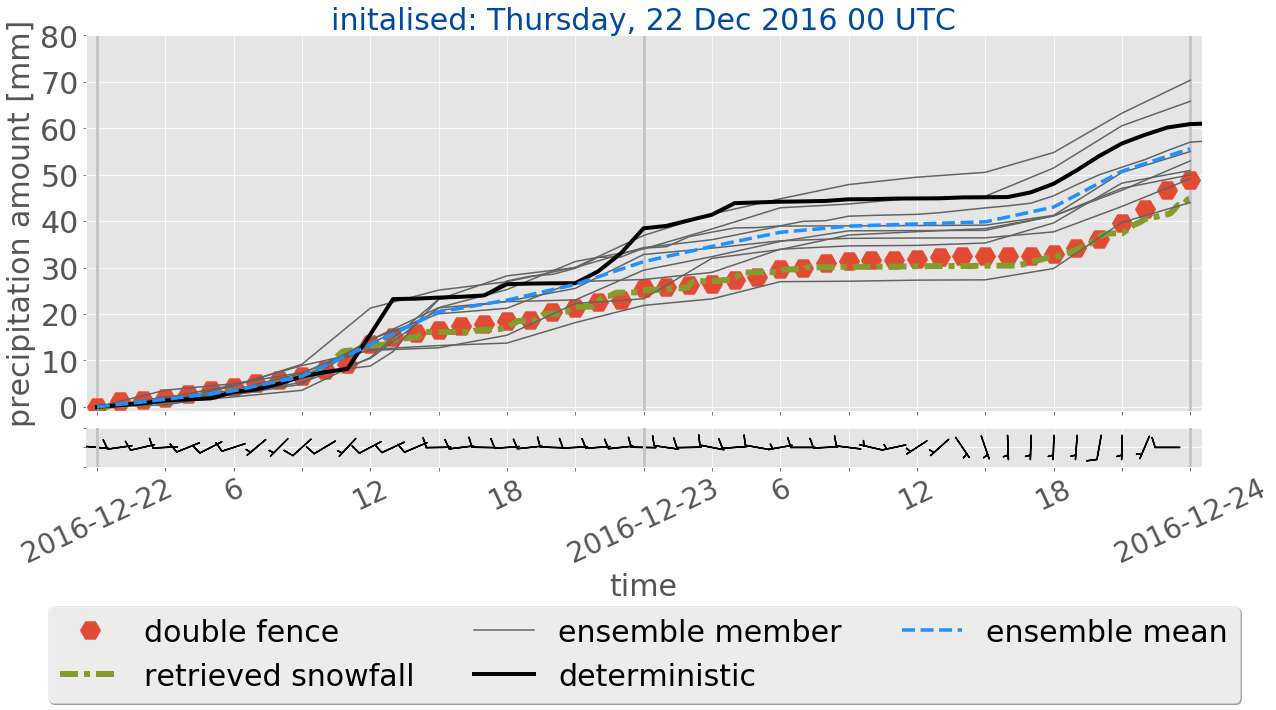 initalised: Thursday, 22 Dec 2016 00 UTC
precipitation amount [mm]
80
70
60
50
40
30
20
10
0
2016-12-22 6 12 18 2016-12-23 6 12 18 2016-12-24
time
double fence ensemble member ensemble mean
retrieved snowfall deterministic